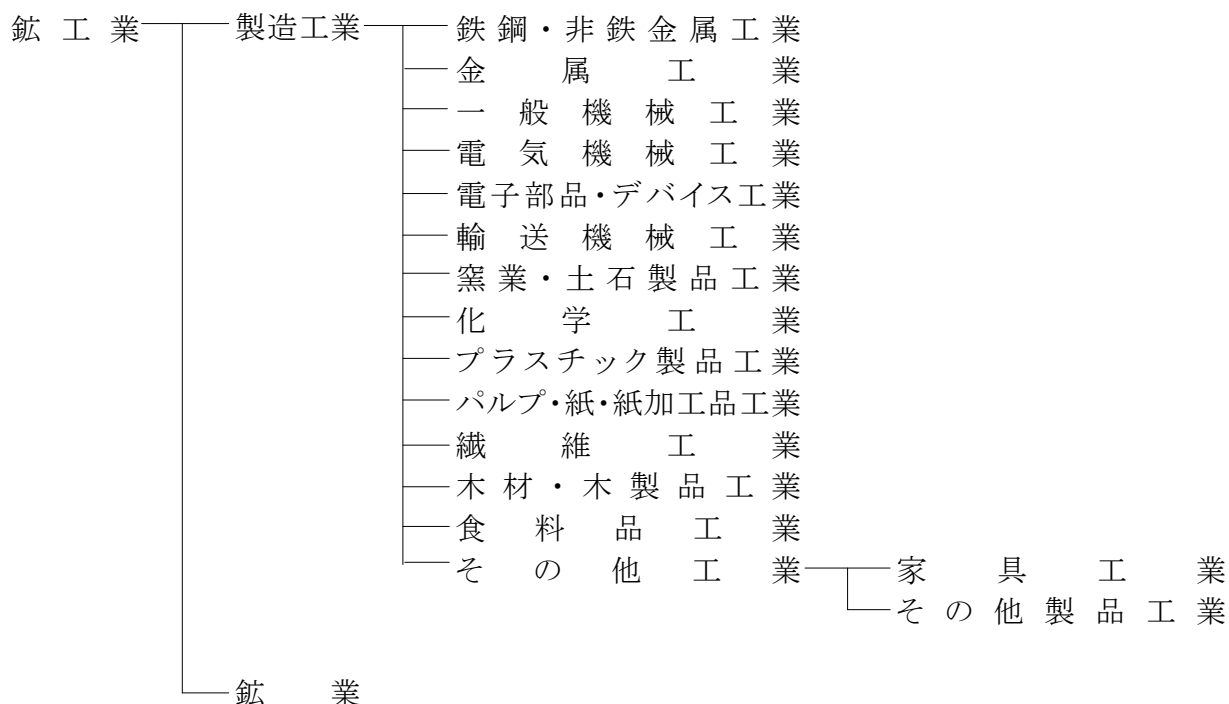 鉱工業 製造工業 鉄鋼・非鉄金属工業
金属工業
一般機械工業
電気機械工業
電子部品・デバイス工業
輸送機械工業
窯業・土石製品工業
化学工業
プラスチック製品工業
パルプ・紙・紙加工品工業
繊維工業
木材・木製品工業
食料品工業
その他工業 家具工業
その他製品工業
鉱業